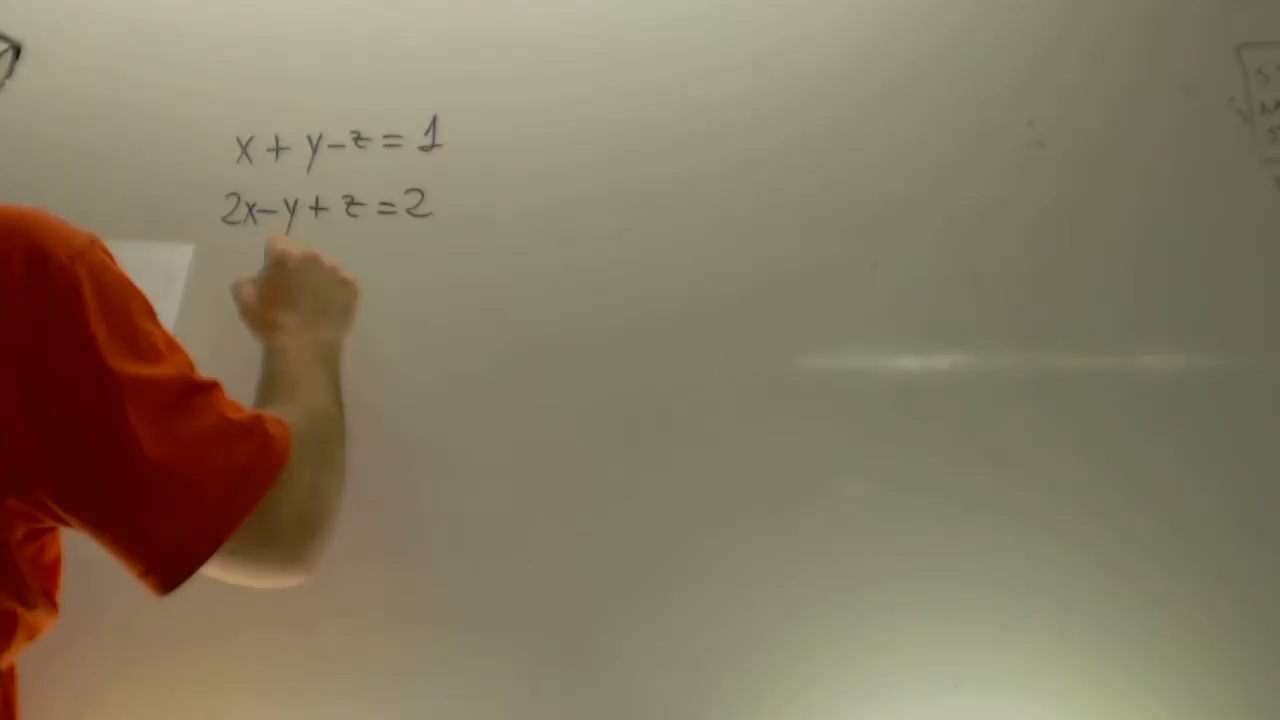 x + y - z = 1
2x - y + z = 2